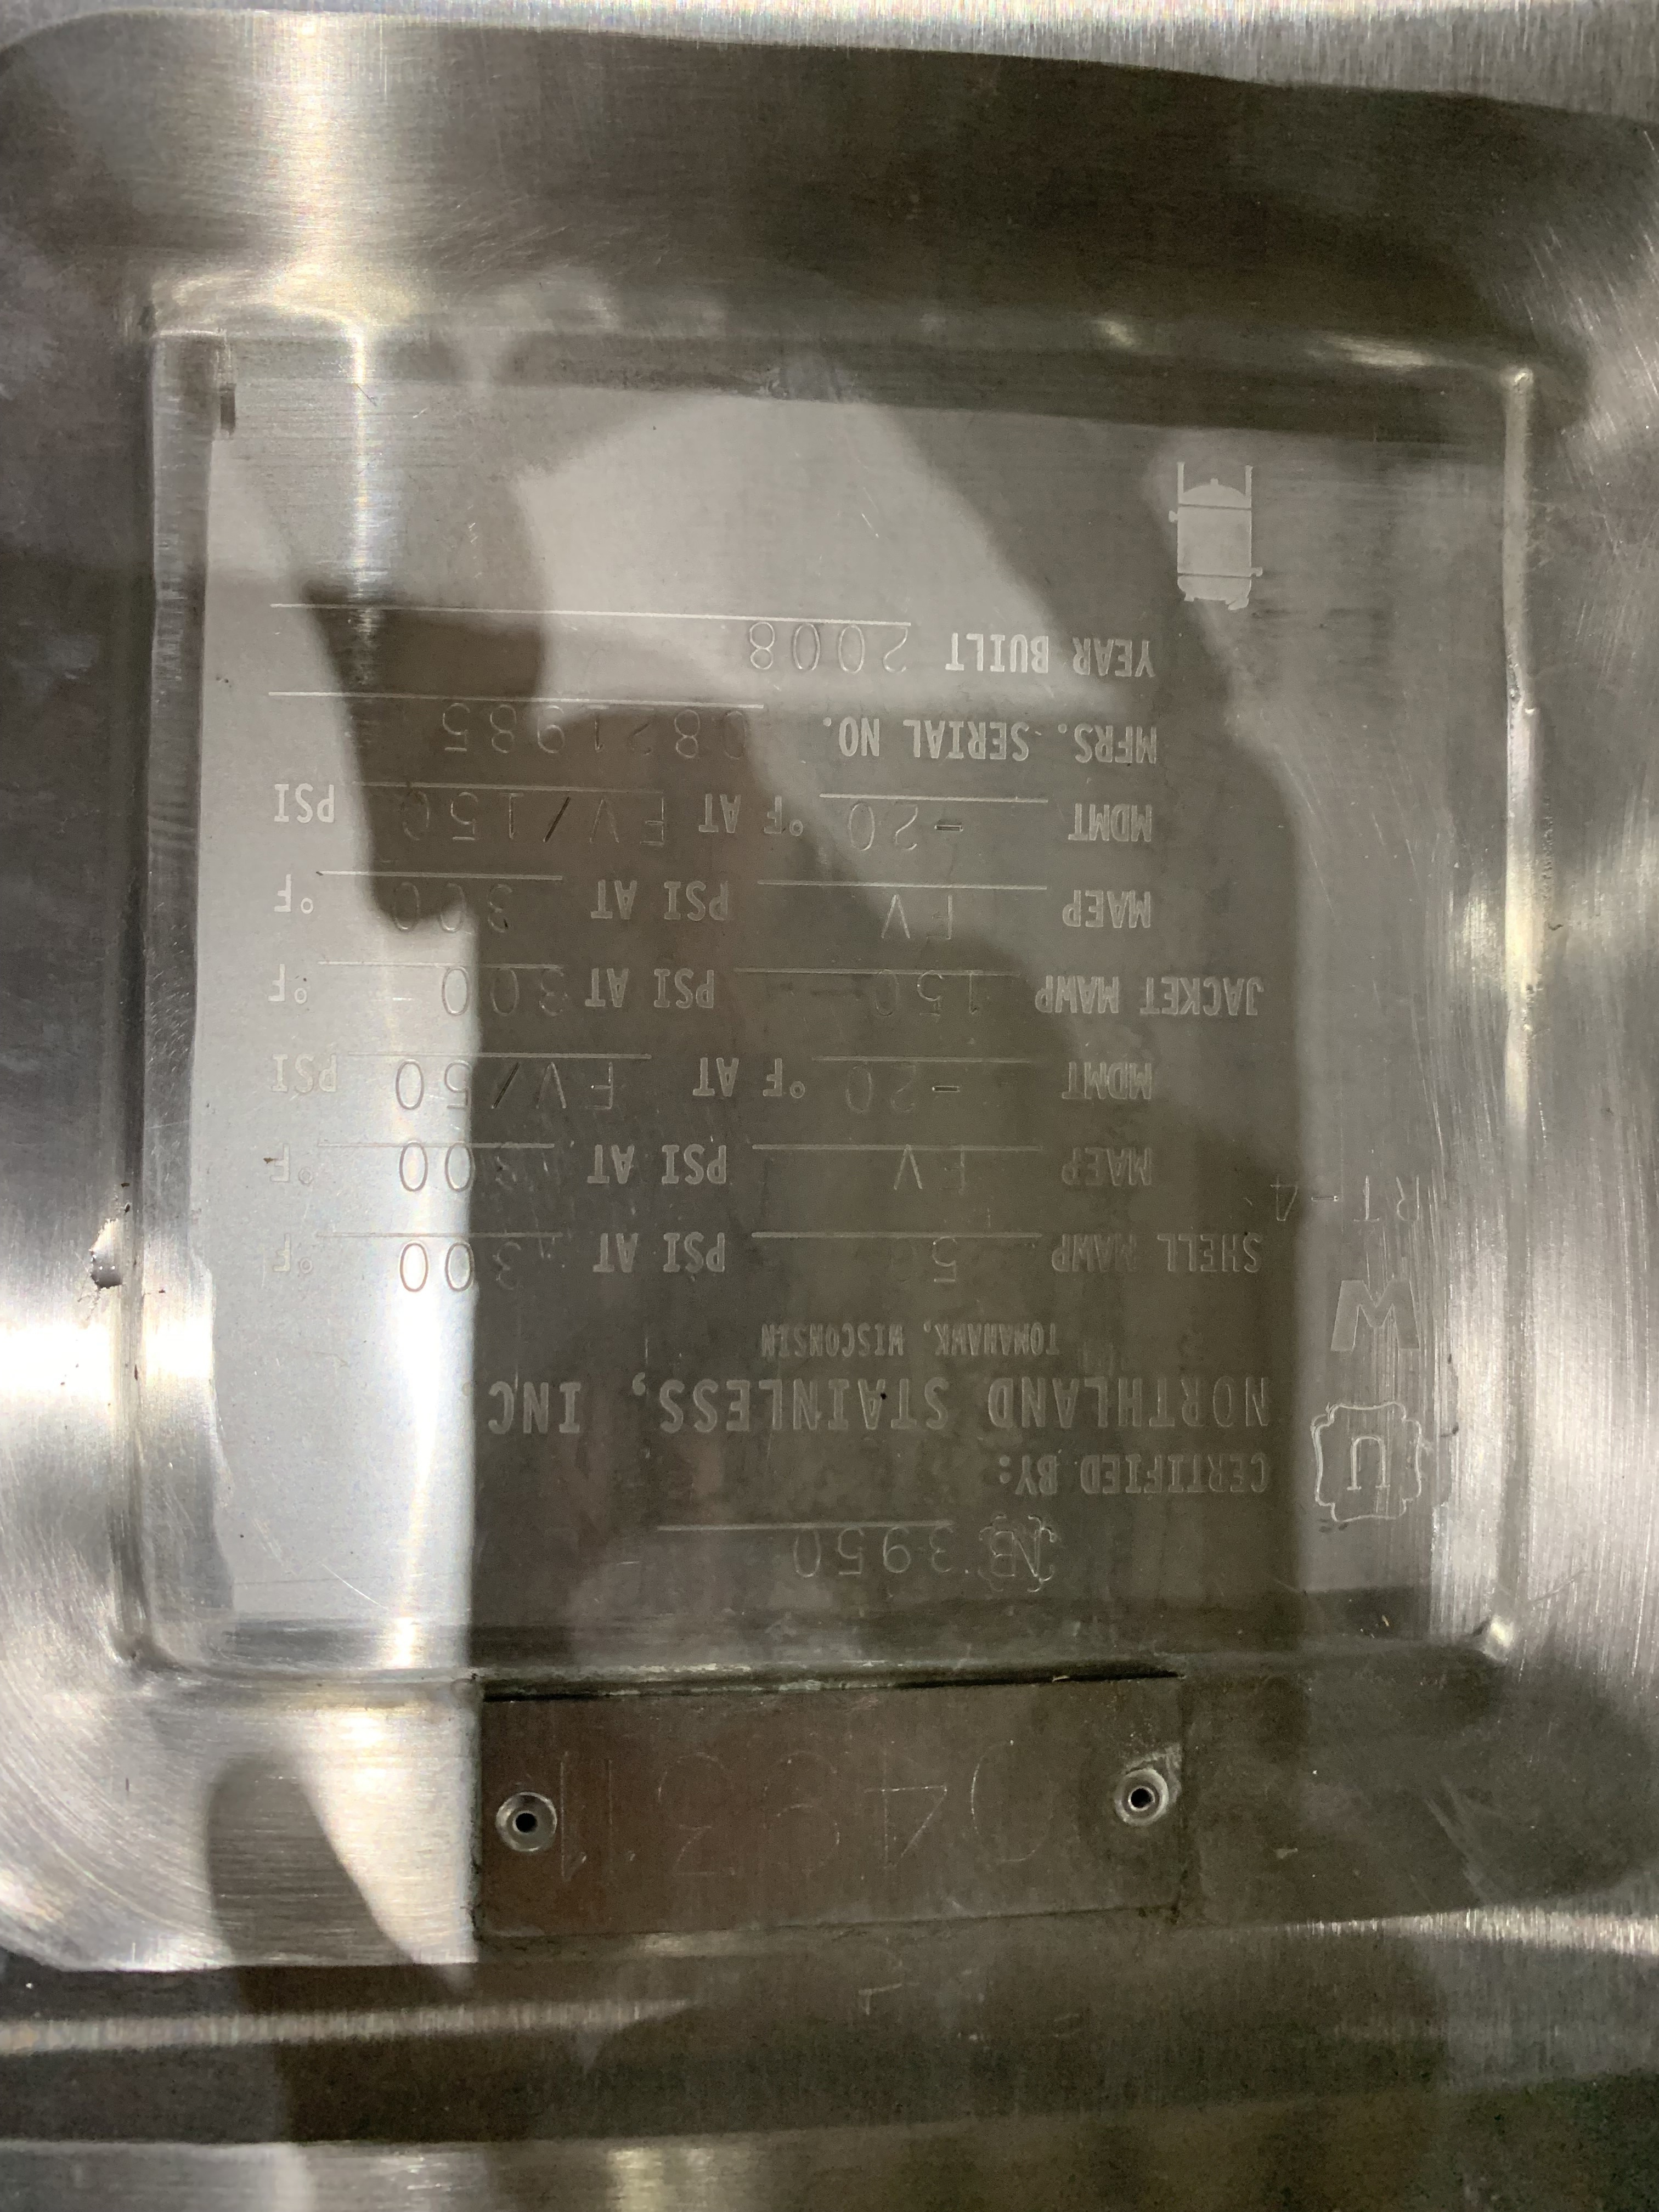 NB 3950
CERTIFIED BY:
NORTHLAND STAINLESS, INC.
TOMAHAWK, WISCONSIN
U
W
RT-4
SHELL MAWP 50 PSI AT 300 °F
MAEP FV PSI AT 300 °F
MDMT -20 °F AT FV/50 PSI
JACKET MAWP 150 PSI AT 300 °F
MAEP FV PSI AT 300 °F
MDMT -20 °F AT FV/150 PSI
MFRS. SERIAL NO. 0821985
YEAR BUILT 2008